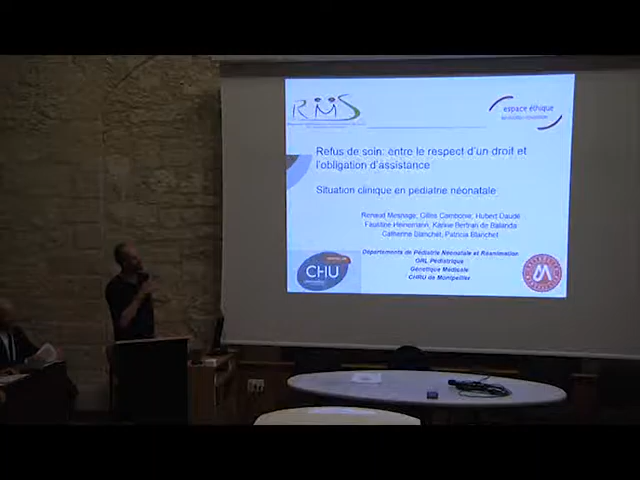 RMS
espace éthique
Refus de soin: entre le respect d'un droit et
l'obligation d'assistance
Situation clinique en pédiatrie néonatale
Renaud Mesnage, Gilles Cambonie, Hubert Daudé
Faustine Heinemann, Karine Bertran de Balanda
Catherine Blanchet, Patricia Blanchet
Départements de Pédiatrie Néonatale et Réanimation
ORL Pédiatrique
Génétique Médicale
CHRU de Montpellier
CHU